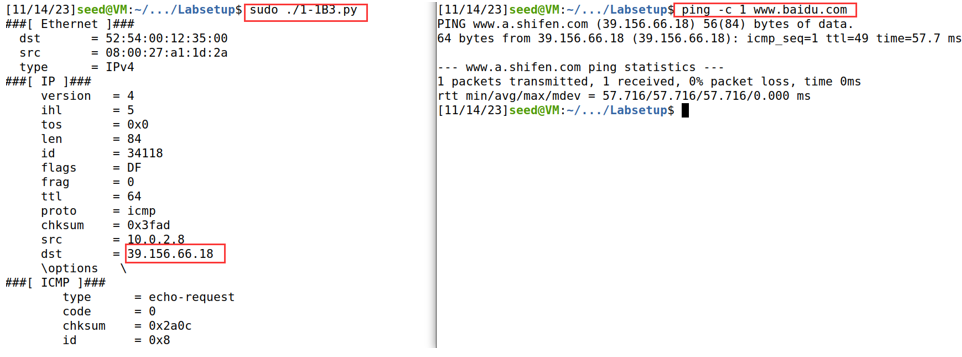 [11/14/23]seed@VM:~/.../Labsetup$ sudo ./1-1B3.py
###[ Ethernet ]###
  dst       = 52:54:00:12:35:00
  src       = 08:00:27:a1:1d:2a
  type      = IPv4
###[ IP ]###
     version   = 4
     ihl       = 5
     tos       = 0x0
     len       = 84
     id        = 34118
     flags     = DF
     frag      = 0
     ttl       = 64
     proto     = icmp
     chksum    = 0x3fad
     src       = 10.0.2.8
     dst       = 39.156.66.18
     \options   \
###[ ICMP ]###
        type      = echo-request
        code      = 0
        chksum    = 0x2a0c
        id        = 0x8
[11/14/23]seed@VM:~/.../Labsetup$ ping -c 1 www.baidu.com
PING www.a.shifen.com (39.156.66.18) 56(84) bytes of data.
64 bytes from 39.156.66.18 (39.156.66.18): icmp_seq=1 ttl=49 time=57.7 ms
--- www.a.shifen.com ping statistics ---
1 packets transmitted, 1 received, 0% packet loss, time 0ms
rtt min/avg/max/mdev = 57.716/57.716/57.716/0.000 ms
[11/14/23]seed@VM:~/.../Labsetup$